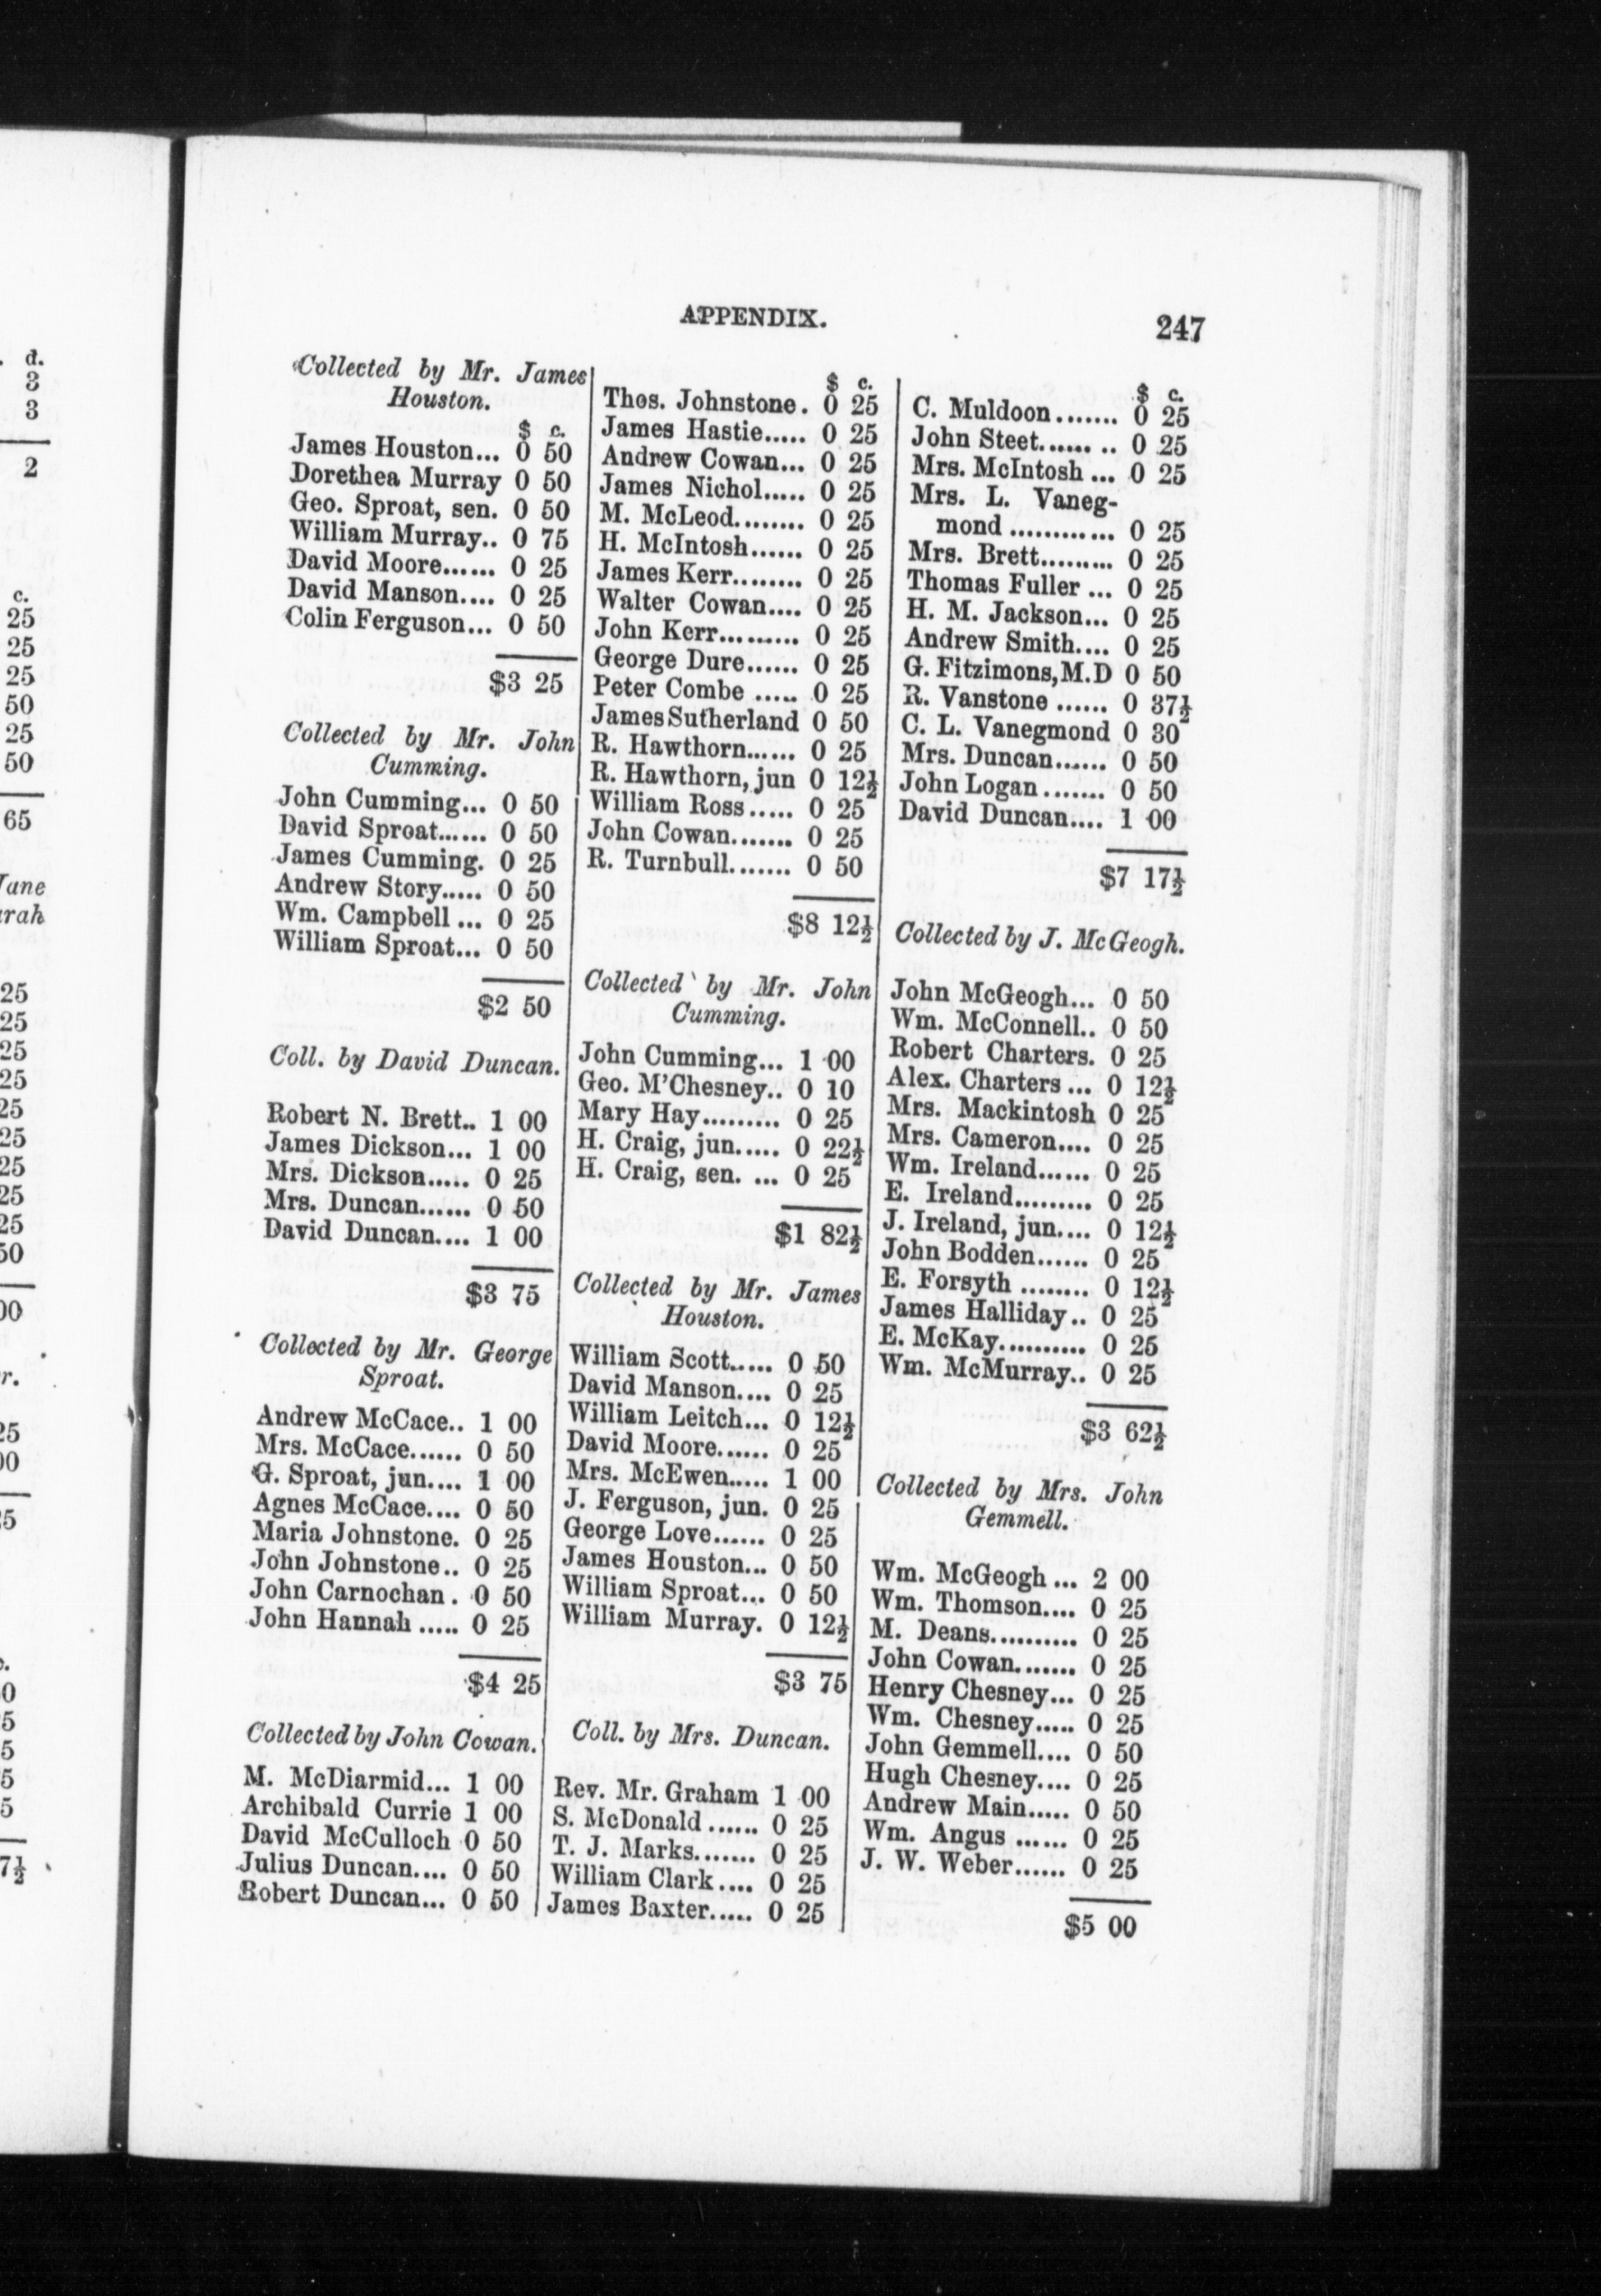 d.
3
3
2
c.
25
25
25
50
25
50
65
25
25
25
25
25
25
25
25
25
50
APPENDIX.
247
Collected by Mr. James
Houston.
$ c.
James Houston... 0 50
Dorethea Murray 0 50
Geo. Sproat, sen. 0 50
William Murray.. 0 75
David Moore...... 0 25
David Manson.... 0 25
Colin Ferguson... 0 50
$3 25
Collected by Mr. John
Cumming.
John Cumming... 0 50
David Sproat...... 0 50
James Cumming. 0 25
Andrew Story..... 0 50
Wm. Campbell ... 0 25
William Sproat... 0 50
$2 50
Coll. by David Duncan.
Robert N. Brett.. 1 00
James Dickson... 1 00
Mrs. Dickson..... 0 25
Mrs. Duncan...... 0 50
David Duncan.... 1 00
$3 75
Collected by Mr. George
Sproat.
Andrew McCace.. 1 00
Mrs. McCace...... 0 50
G. Sproat, jun.... 1 00
Agnes McCace.... 0 50
Maria Johnstone. 0 25
John Johnstone.. 0 25
John Carnochan . 0 50
John Hannah ..... 0 25
$4 25
Collected by John Cowan.
M. McDiarmid... 1 00
Archibald Currie 1 00
David McCulloch 0 50
Julius Duncan.... 0 50
Robert Duncan... 0 50
$ c.
Thos. Johnstone . 0 25
James Hastie..... 0 25
Andrew Cowan... 0 25
James Nichol..... 0 25
M. McLeod........ 0 25
H. McIntosh...... 0 25
James Kerr........ 0 25
Walter Cowan.... 0 25
John Kerr......... 0 25
George Dure...... 0 25
Peter Combe ..... 0 25
James Sutherland 0 50
R. Hawthorn...... 0 25
R. Hawthorn, jun 0 12½
William Ross ..... 0 25
John Cowan....... 0 25
R. Turnbull....... 0 50
$8 12½
Collected by Mr. John
Cumming.
John Cumming... 1 00
Geo. M'Chesney.. 0 10
Mary Hay......... 0 25
H. Craig, jun..... 0 22½
H. Craig, sen. ... 0 25
$1 82½
Collected by Mr. James
Houston.
William Scott..... 0 50
David Manson.... 0 25
William Leitch... 0 12½
David Moore...... 0 25
Mrs. McEwen..... 1 00
J. Ferguson, jun. 0 25
George Love...... 0 25
James Houston... 0 50
William Sproat... 0 50
William Murray. 0 12½
$3 75
Coll. by Mrs. Duncan.
Rev. Mr. Graham 1 00
S. McDonald ...... 0 25
T. J. Marks....... 0 25
William Clark .... 0 25
James Baxter..... 0 25
$ c.
C. Muldoon ....... 0 25
John Steet....... .. 0 25
Mrs. McIntosh ... 0 25
Mrs. L. Vaneg-
mond ............. 0 25
Mrs. Brett......... 0 25
Thomas Fuller ... 0 25
H. M. Jackson... 0 25
Andrew Smith.... 0 25
G. Fitzimons, M.D 0 50
R. Vanstone ...... 0 37½
C. L. Vanegmond 0 30
Mrs. Duncan...... 0 50
John Logan ....... 0 50
David Duncan.... 1 00
$7 17½
Collected by J. McGeogh.
John McGeogh... 0 50
Wm. McConnell.. 0 50
Robert Charters. 0 25
Alex. Charters ... 0 12½
Mrs. Mackintosh 0 25
Mrs. Cameron.... 0 25
Wm. Ireland...... 0 25
E. Ireland......... 0 25
J. Ireland, jun.... 0 12½
John Bodden...... 0 25
E. Forsyth ........ 0 12½
James Halliday .. 0 25
E. McKay.......... 0 25
Wm. McMurray.. 0 25
$3 62½
Collected by Mrs. John
Gemmell.
Wm. McGeogh ... 2 00
Wm. Thomson.... 0 25
M. Deans.......... 0 25
John Cowan....... 0 25
Henry Chesney... 0 25
Wm. Chesney..... 0 25
John Gemmell.... 0 50
Hugh Chesney.... 0 25
Andrew Main..... 0 50
Wm. Angus ...... 0 25
J. W. Weber...... 0 25
$5 00